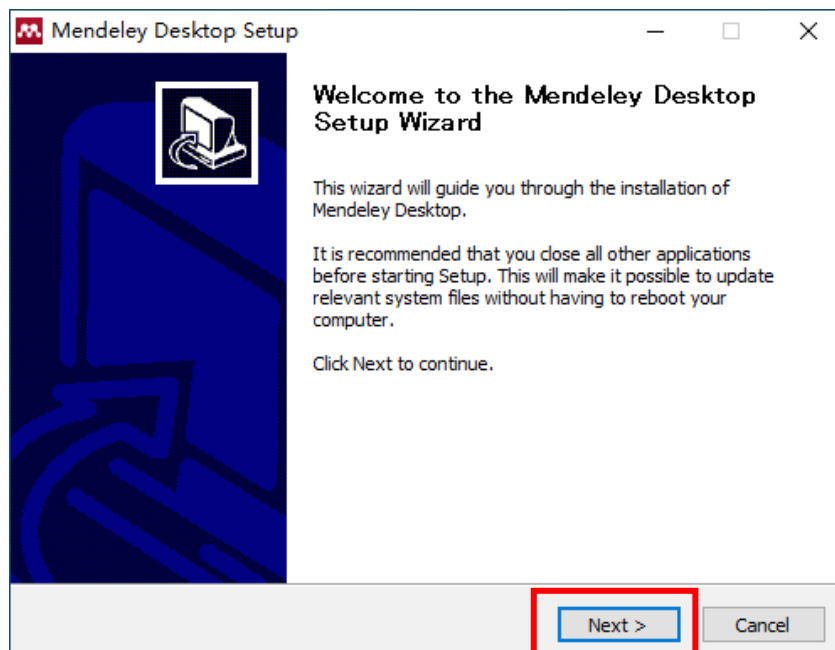 Mendeley Desktop Setup
Welcome to the Mendeley Desktop
Setup Wizard
This wizard will guide you through the installation of
Mendeley Desktop.
It is recommended that you close all other applications
before starting Setup. This will make it possible to update
relevant system files without having to reboot your
computer.
Click Next to continue.
Next >
Cancel